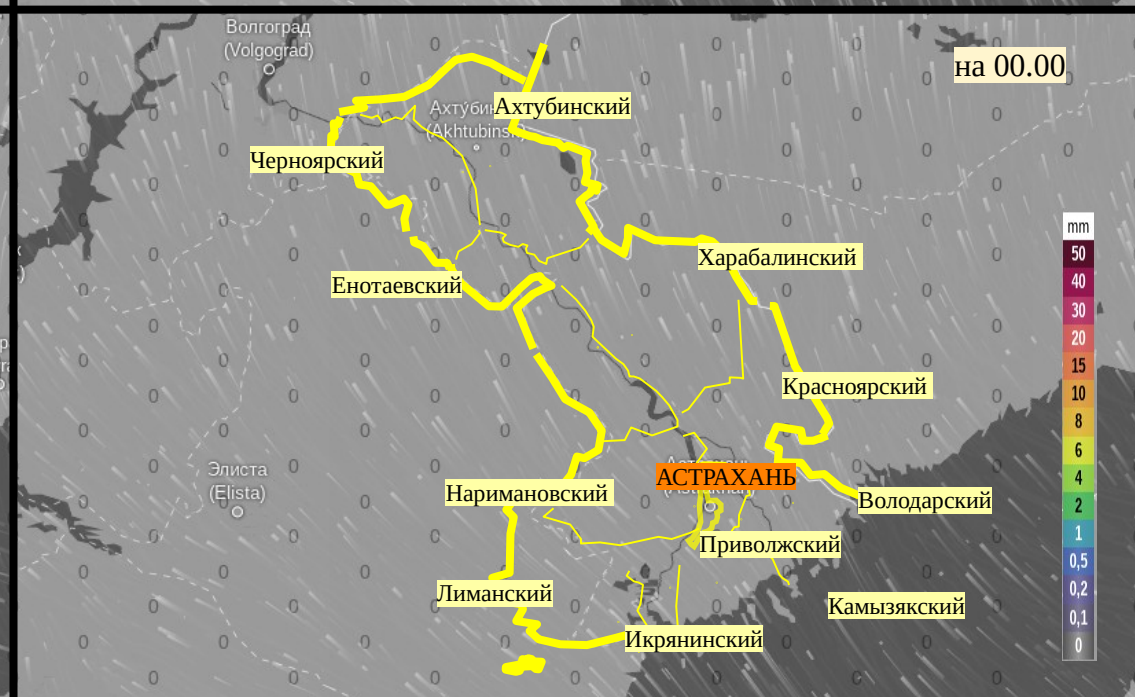 Волгоград
(Volgograd)
на 00.00
Ахтубинский
(Akhtubinsk)
Черноярский
mm
50
40
30
20
15
10
8
6
4
2
1
0,5
0,2
0,1
0
Харабалинский
Енотаевский
Красноярский
Элиста
(Elista)
АСТРАХАНЬ
Наримановский
Володарский
Приволжский
Лиманский
Камызякский
Икрянинский